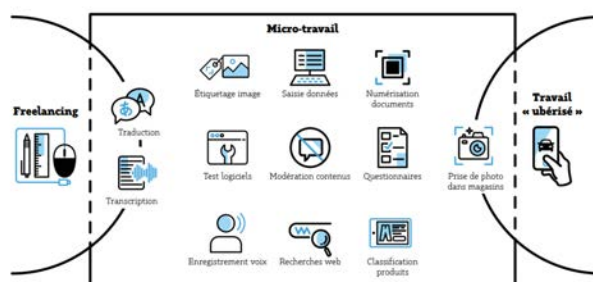 Micro-travail
Étiquetage image
Saisie données
Numérisation
documents
Freelancing
Traduction
Travail
« ubérisé »
Test logiciels
Modération contenus
Questionnaires
Prise de photo
dans magasins
Transcription
Enregistrement voix
Recherches web
Classification
produits